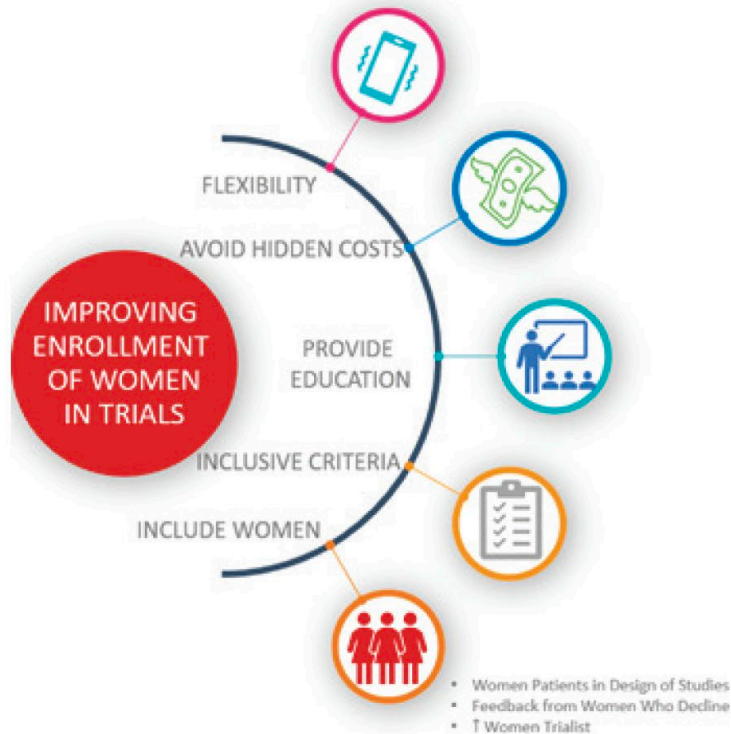 FLEXIBILITY
AVOID HIDDEN COSTS
IMPROVING
ENROLLMENT
OF WOMEN
IN TRIALS
PROVIDE
EDUCATION
INCLUSIVE CRITERIA
INCLUDE WOMEN
• Women Patients in Design of Studies
• Feedback from Women Who Decline
• ↑ Women Trialist